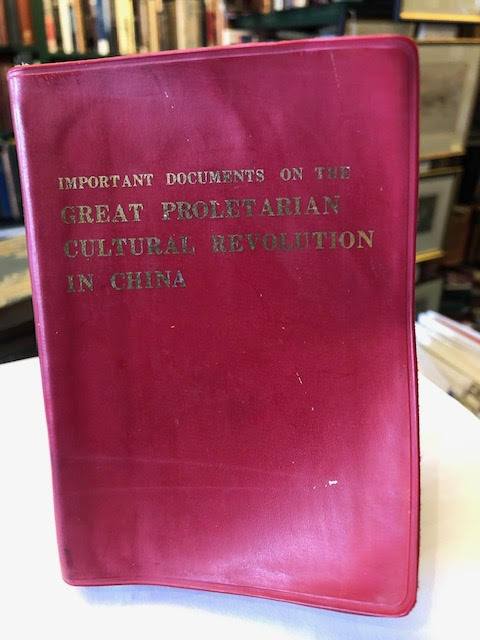 IMPORTANT DOCUMENTS ON THE
GREAT PROLETARIAN
CULTURAL REVOLUTION
IN CHINA